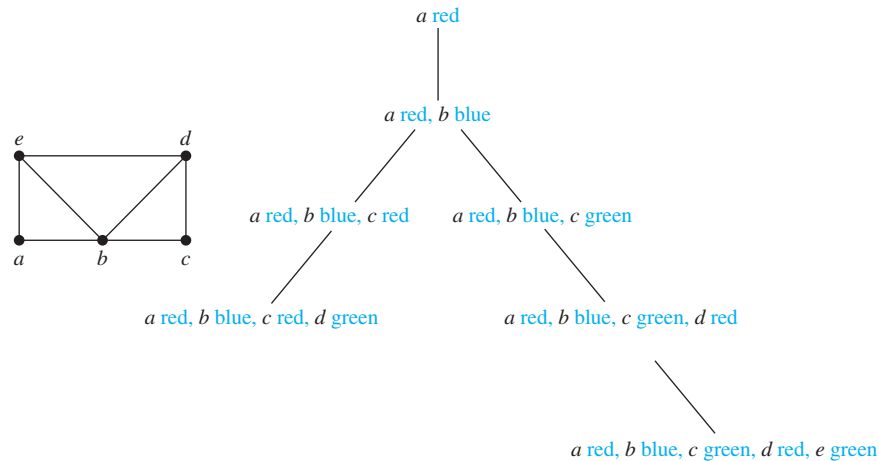 a red
a red, b blue
e
d
a red, b blue, c red
a red, b blue, c green
a
b
c
a red, b blue, c red, d green
a red, b blue, c green, d red
a red, b blue, c green, d red, e green